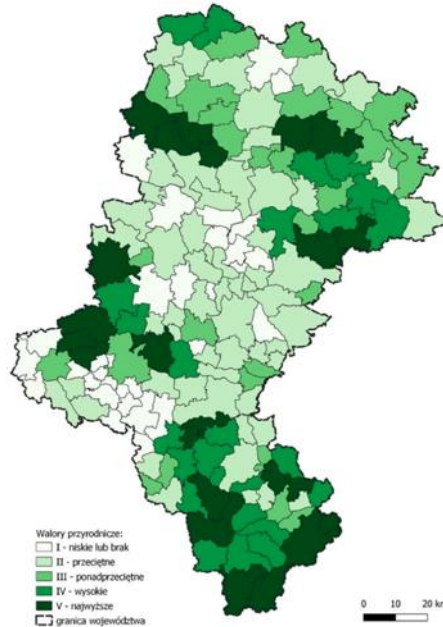 Walory przyrodnicze:
I - niskie lub brak
II - przeciętne
III - ponadprzeciętne
IV - wysokie
V - najwyższe
granica województwa
0 10 20 km